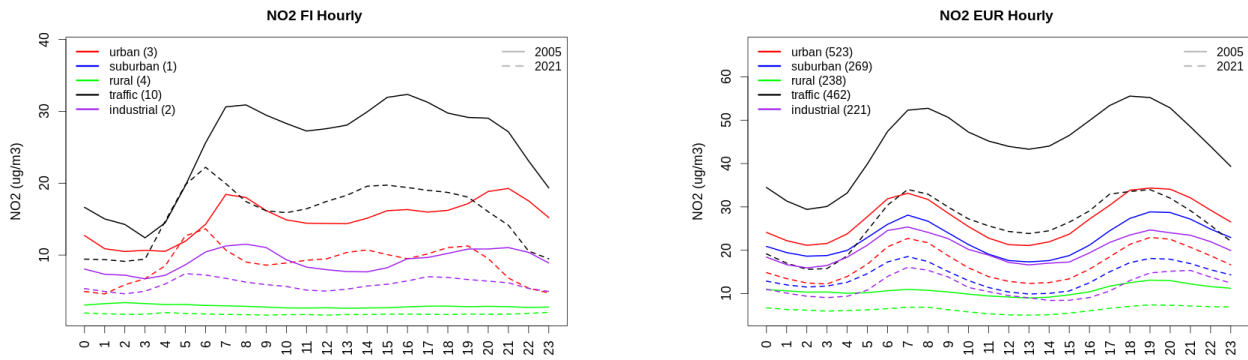 NO2 FI Hourly
NO2 (ug/m3)
40
30
20
10
urban (3)
suburban (1)
rural (4)
traffic (10)
industrial (2)
2005
2021
0 1 2 3 4 5 6 7 8 9 10 11 12 13 14 15 16 17 18 19 20 21 22 23
NO2 EUR Hourly
NO2 (ug/m3)
60
50
40
30
20
10
urban (523)
suburban (269)
rural (238)
traffic (462)
industrial (221)
2005
2021
0 1 2 3 4 5 6 7 8 9 10 11 12 13 14 15 16 17 18 19 20 21 22 23